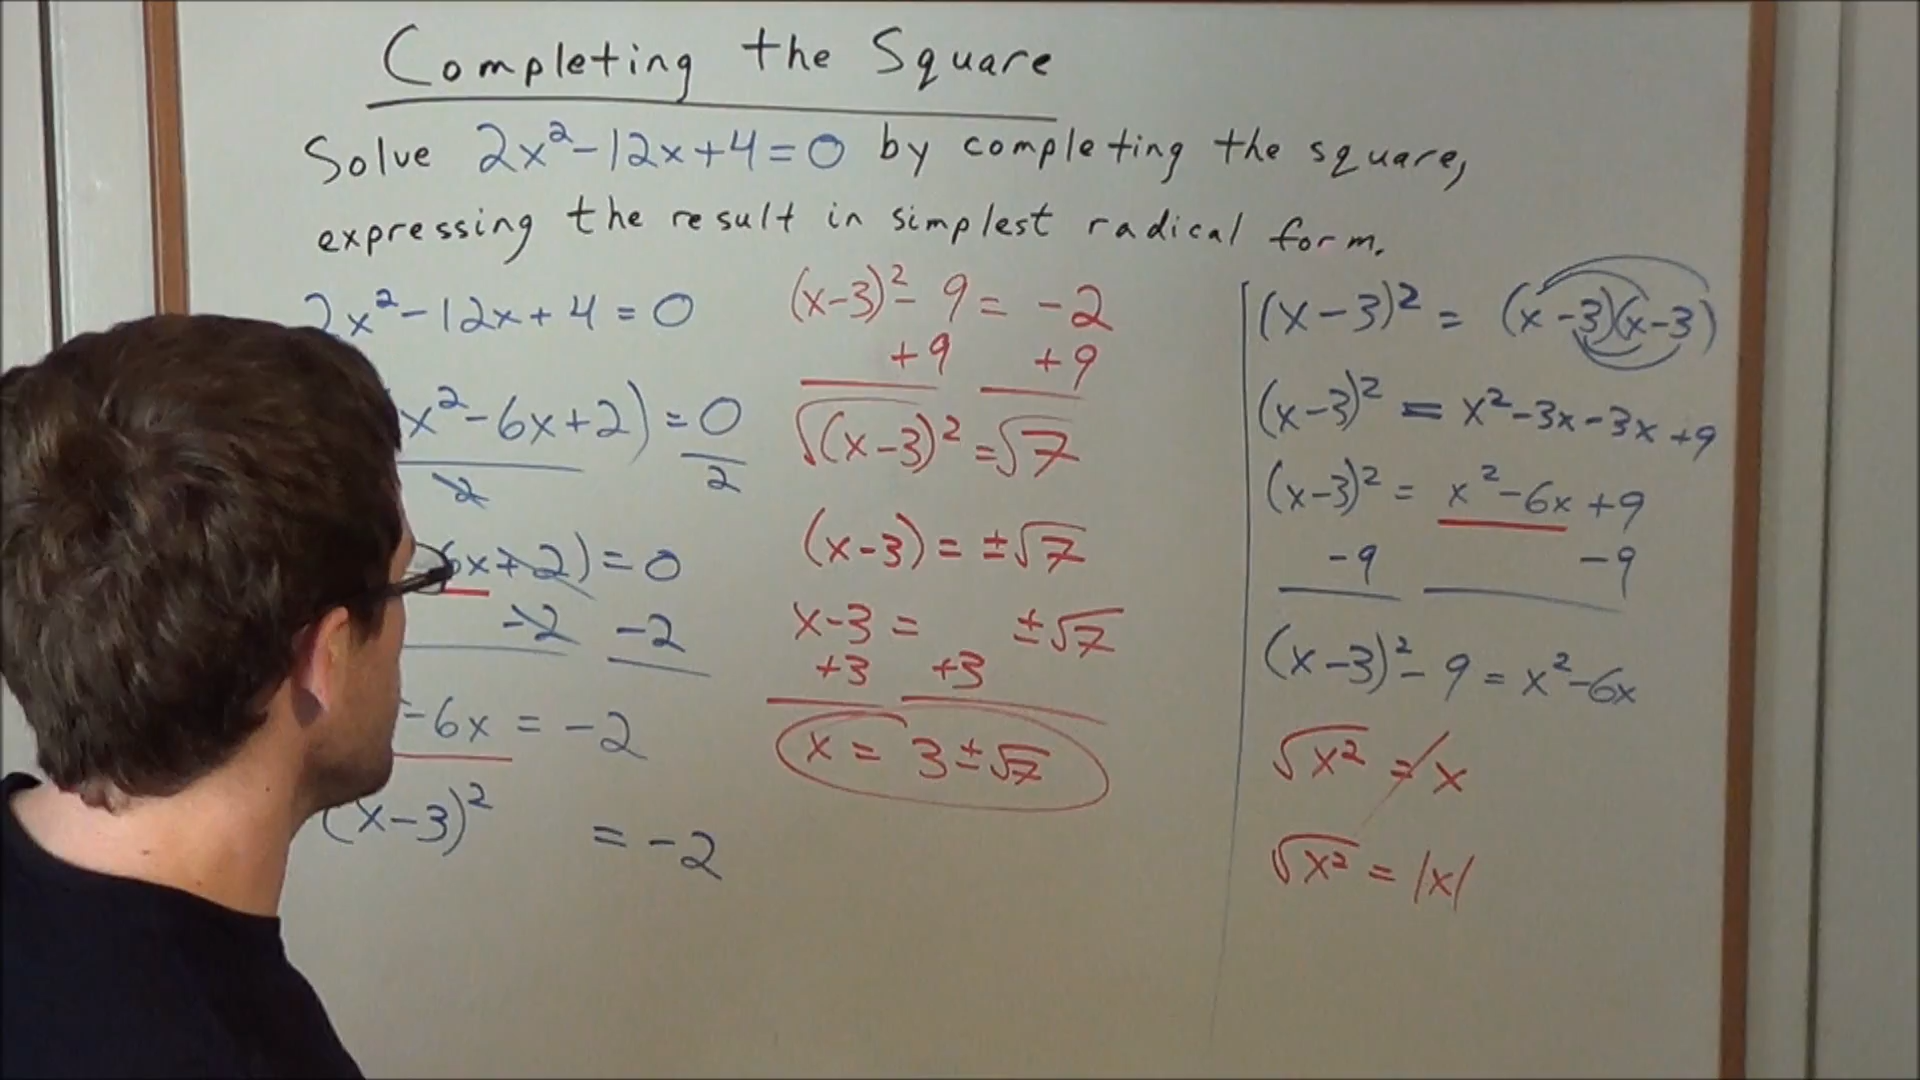 Completing the Square
Solve 2x²-12x+4=0 by completing the square,
expressing the result in simplest radical form.
2x²-12x+4=0
x²-6x+2)=0
2 2
6x+2)=0
-2 -2
-6x=-2
(x-3)² =-2
(x-3)²-9=-2
+9 +9
√(x-3)²=√7
(x-3)=±√7
x-3= ±√7
+3 +3
x=3±√7
(x-3)²=(x-3)(x-3)
(x-3)²=x²-3x-3x+9
(x-3)²=x²-6x+9
-9 -9
(x-3)²-9=x²-6x
√x²≠x
√x²=|x|